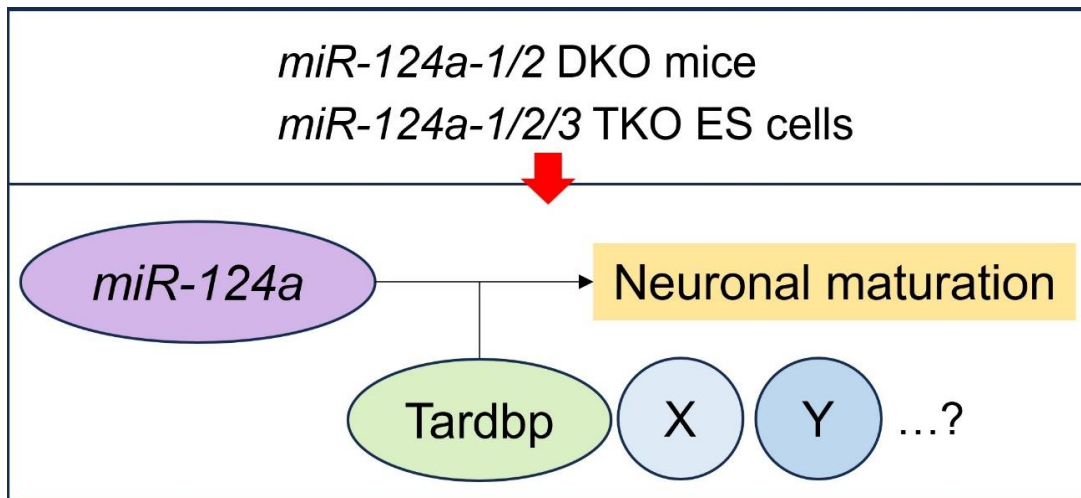 miR-124a-1/2 DKO mice
miR-124a-1/2/3 TKO ES cells
miR-124a
Neuronal maturation
Tardbp
X
Y
...?